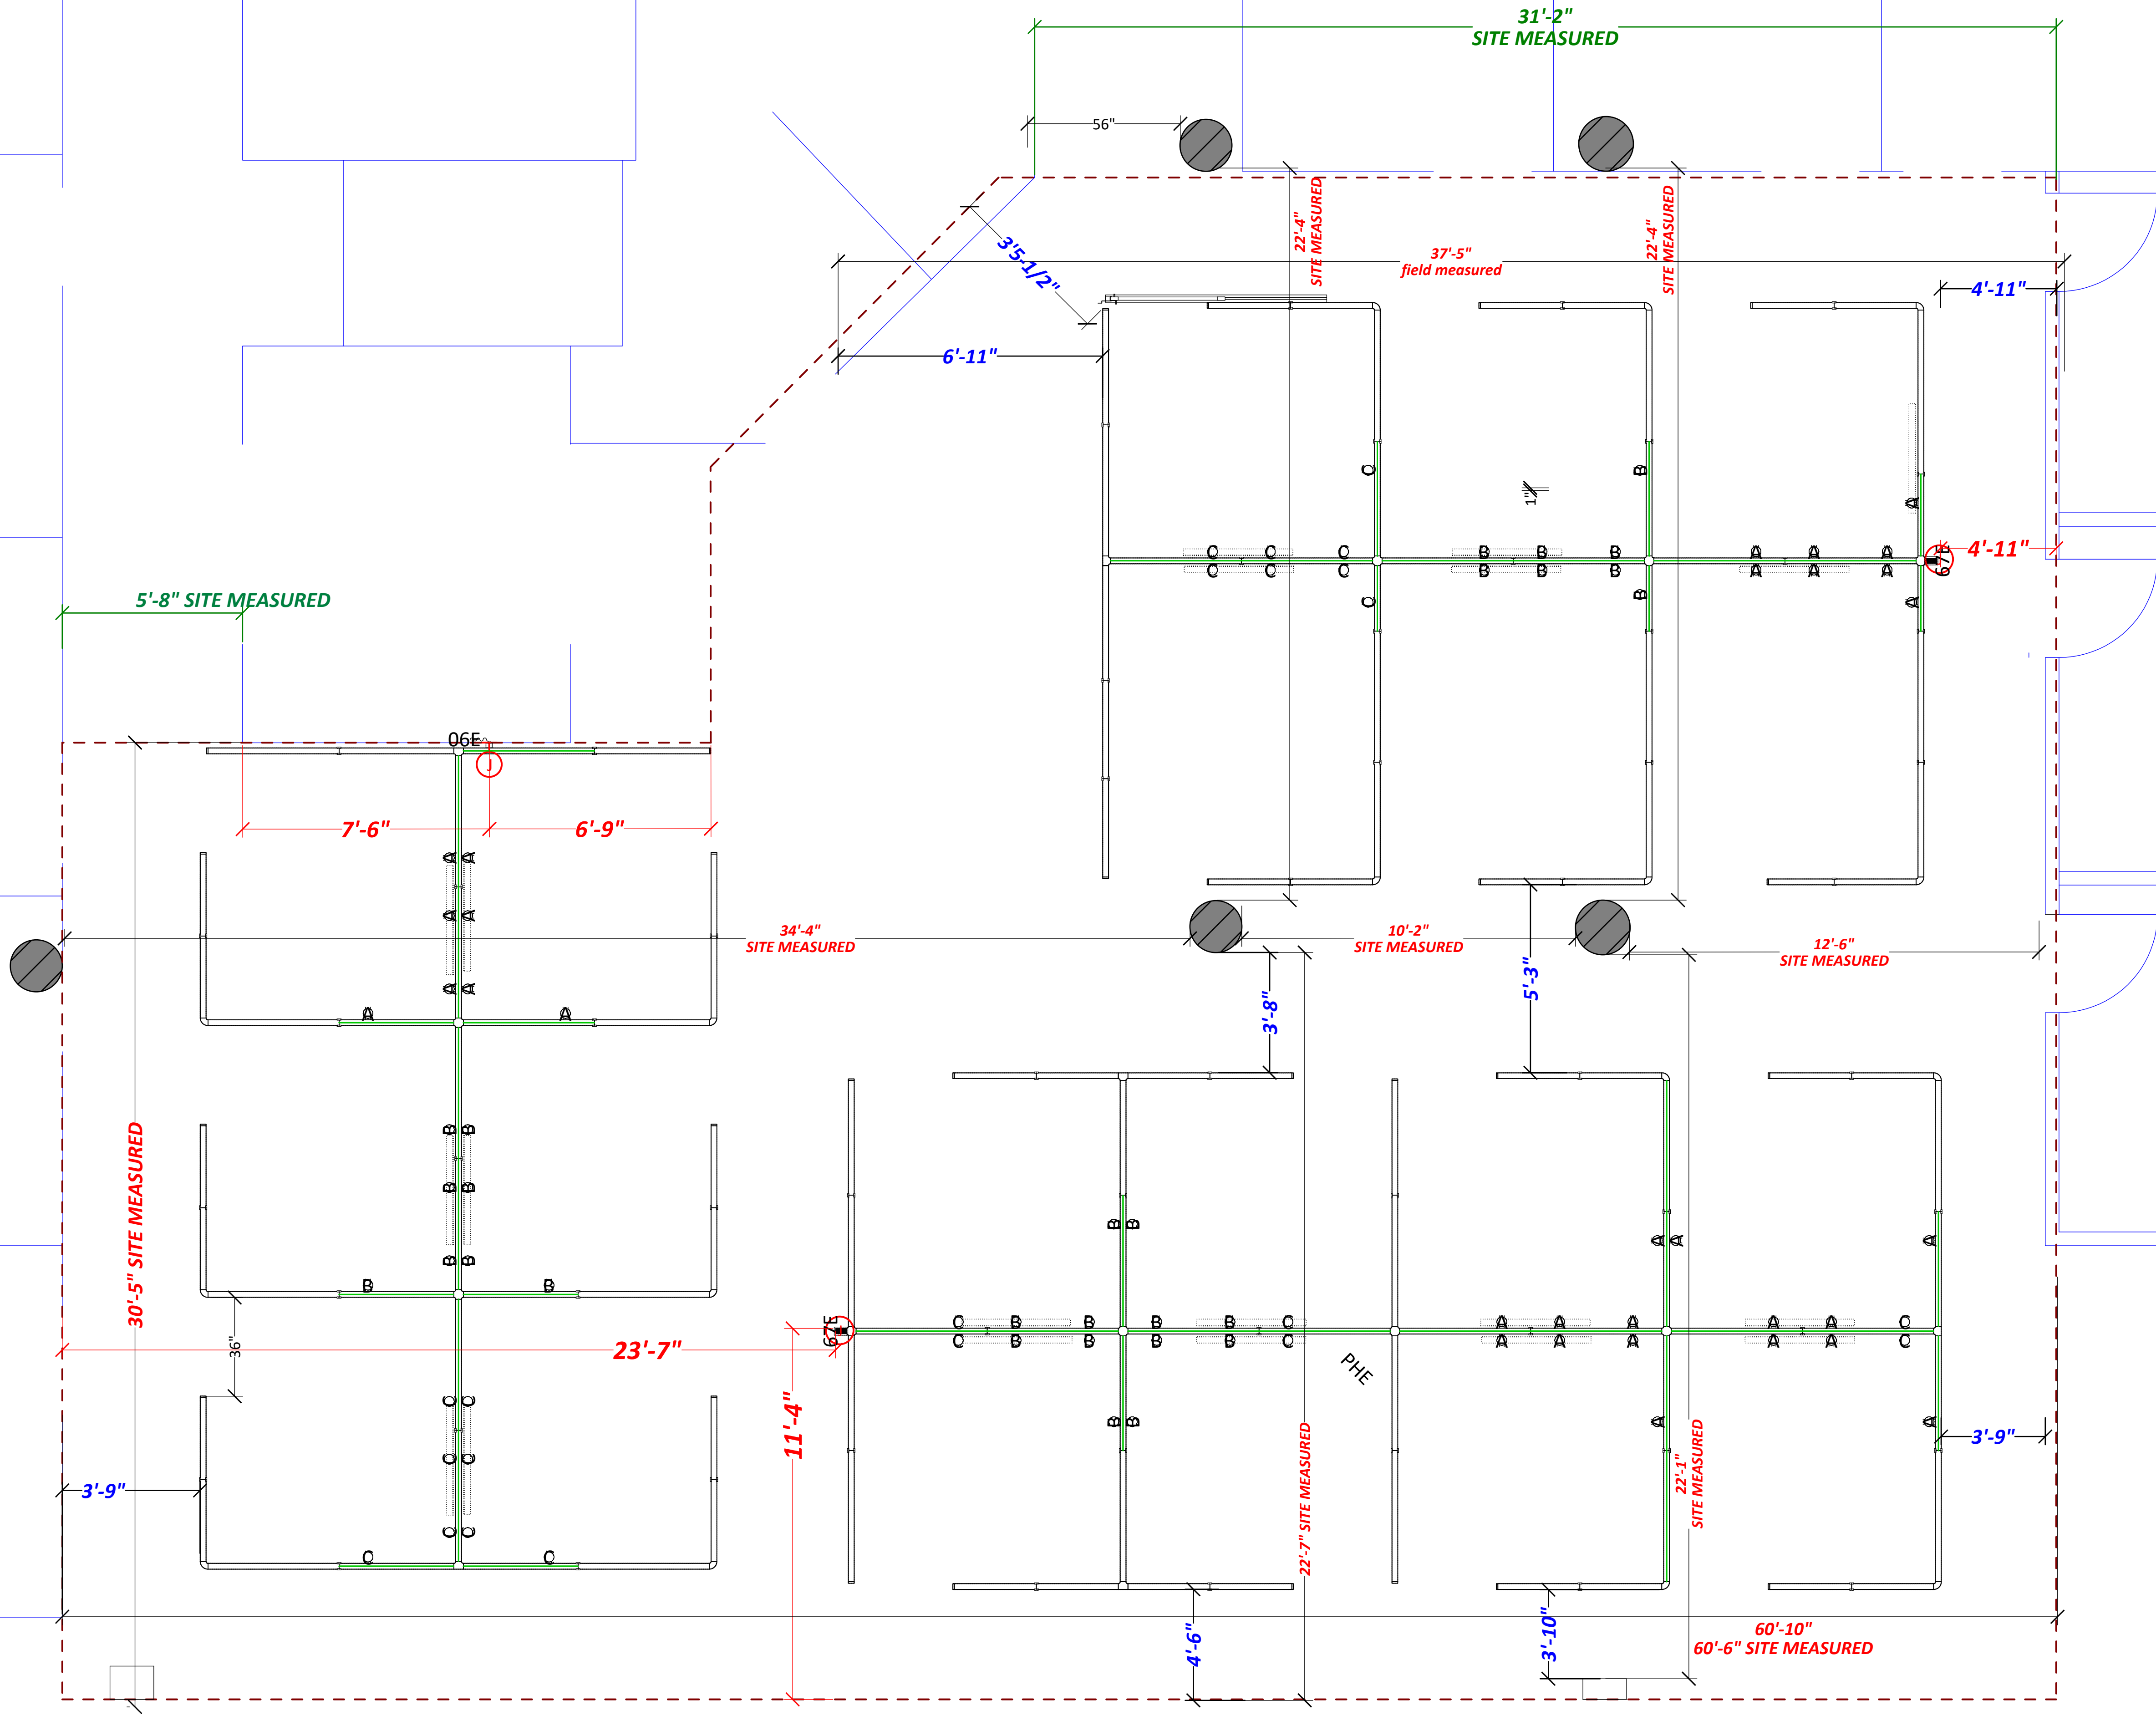 31'-2"
SITE MEASURED
56"
22'-4"
SITE MEASURED
22'-4"
SITE MEASURED
3'5-1/2"
37'-5"
field measured
4'-11"
6'-11"
C
B
1"
A
C C C B B B A A A
C C C B B B A A A
67E
4'-11"
5'-8" SITE MEASURED
C
B
A
06E
J
7'-6"
6'-9"
A A
A A
A A
A
A
34'-4"
SITE MEASURED
10'-2"
SITE MEASURED
12'-6"
SITE MEASURED
3'-8"
5'-3"
30'-5" SITE MEASURED
B B
B B
B B
B
B
36"
23'-7"
67E
B B
A A
A
C B B B B C A A A A A C
C B B B B C A A A A A C
PHE
11'-4"
C C
C C
C C
C
C
B B
A
A
3'-9"
3'-9"
22'-7" SITE MEASURED
22'-1"
SITE MEASURED
4'-6"
3'-10"
60'-10"
60'-6" SITE MEASURED